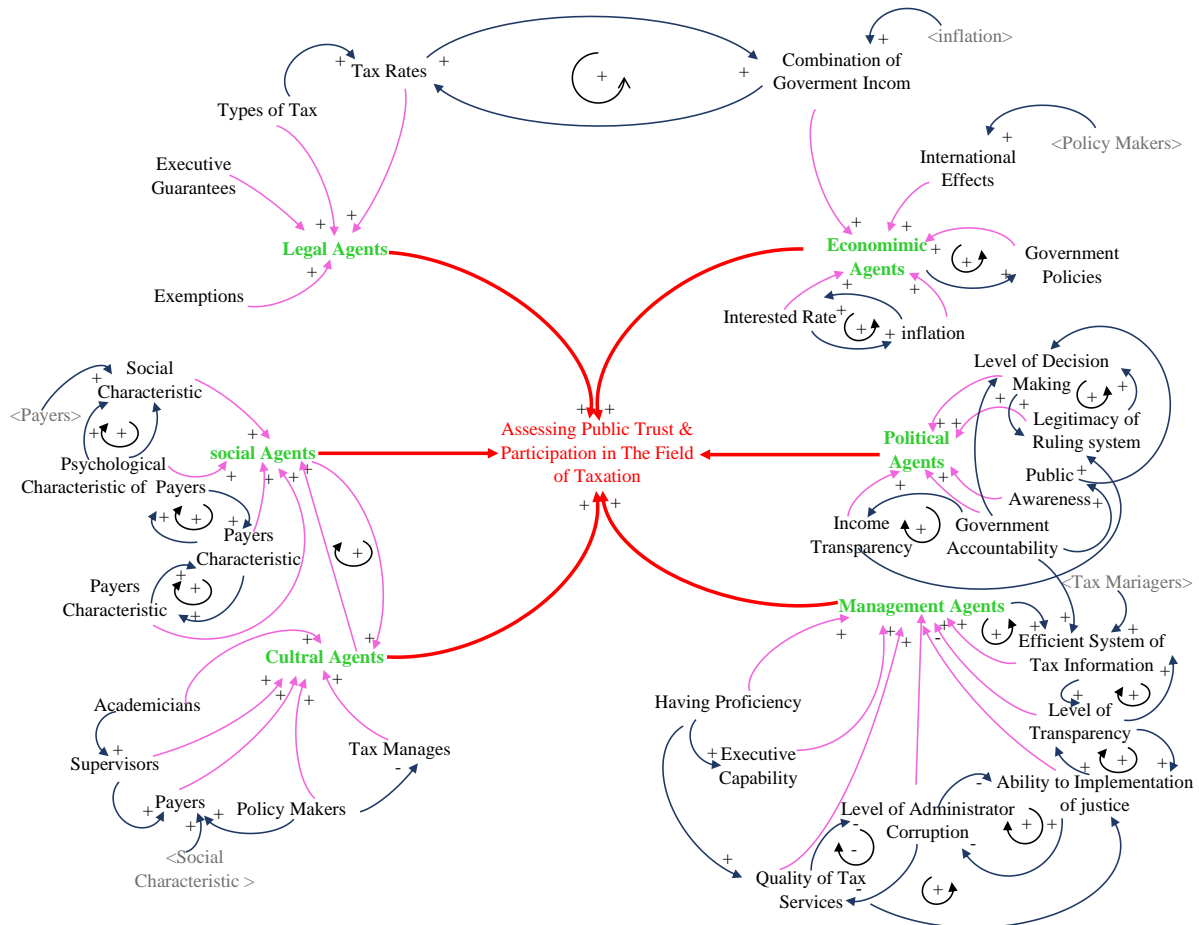 <inflation>
Combination of
Goverment Incom
Tax Rates
Types of Tax
<Policy Makers>
International
Effects
Executive
Guarantees
Legal Agents
Economimic
Agents
Government
Policies
Exemptions
Interested Rate
inflation
Social
Characteristic
<Payers>
Level of Decision
Making
Legitimacy of
Ruling system
Assessing Public Trust &
Participation in The Field
of Taxation
Political
Agents
social Agents
Psychological
Characteristic of Payers
Public
Awareness
Income
Transparency
Government
Accountability
Payers
Characteristic
Payers
Characteristic
<Tax Mariagers>
Management Agents
Efficient System of
Tax Information
Cultral Agents
Academicians
Having Proficiency
Level of
Transparency
Supervisors
Tax Manages
Executive
Capability
Ability to Implementation
of justice
Payers
Policy Makers
Level of Administrator
Corruption
<Social
Characteristic >
Quality of Tax
Services